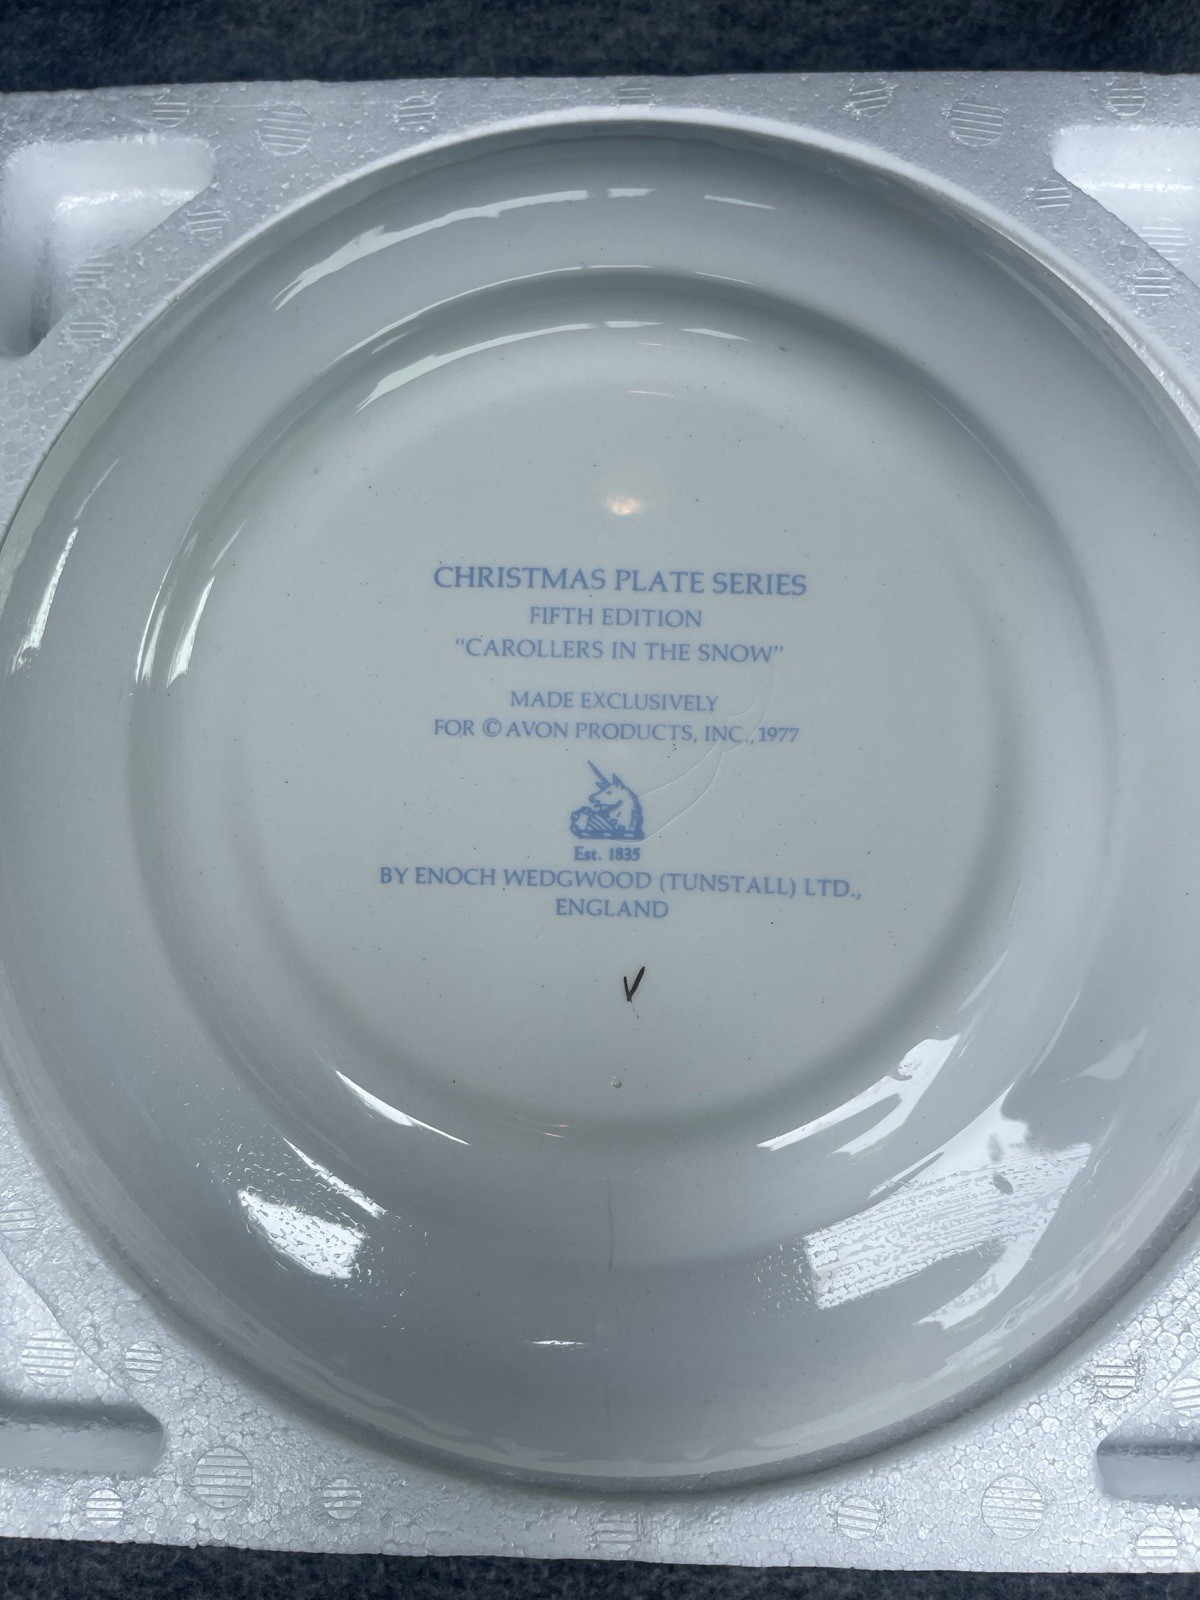 CHRISTMAS PLATE SERIES
FIFTH EDITION
"CAROLLERS IN THE SNOW"
MADE EXCLUSIVELY
FOR © AVON PRODUCTS, INC., 1977
Est. 1835
BY ENOCH WEDGWOOD (TUNSTALL) LTD.,
ENGLAND